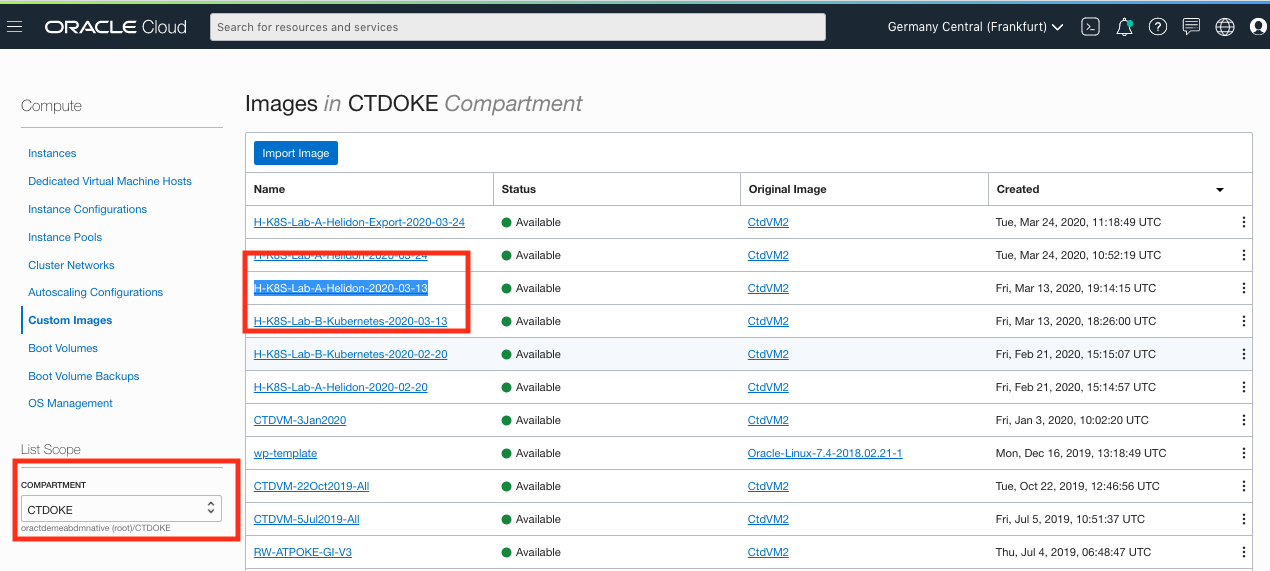 ORACLE Cloud
Search for resources and services
Germany Central (Frankfurt)
Compute
Instances
Dedicated Virtual Machine Hosts
Instance Configurations
Instance Pools
Cluster Networks
Autoscaling Configurations
Custom Images
Boot Volumes
Boot Volume Backups
OS Management
List Scope
COMPARTMENT
CTDOKE
oractdemeabdmnative (root)/CTDOKE
Images in CTDOKE Compartment
Import Image
Name Status Original Image Created
H-K8S-Lab-A-Helidon-Export-2020-03-24 Available CtdVM2 Tue, Mar 24, 2020, 11:18:49 UTC
H-K8S-Lab-A-Helidon-2020-03-24 Available CtdVM2 Tue, Mar 24, 2020, 10:52:19 UTC
H-K8S-Lab-A-Helidon-2020-03-13 Available CtdVM2 Fri, Mar 13, 2020, 19:14:15 UTC
H-K8S-Lab-B-Kubernetes-2020-03-13 Available CtdVM2 Fri, Mar 13, 2020, 18:26:00 UTC
H-K8S-Lab-B-Kubernetes-2020-02-20 Available CtdVM2 Fri, Feb 21, 2020, 15:15:07 UTC
H-K8S-Lab-A-Helidon-2020-02-20 Available CtdVM2 Fri, Feb 21, 2020, 15:14:57 UTC
CTDVM-3Jan2020 Available CtdVM2 Fri, Jan 3, 2020, 10:02:20 UTC
wp-template Available Oracle-Linux-7.4-2018.02.21-1 Mon, Dec 16, 2019, 13:18:49 UTC
CTDVM-22Oct2019-All Available CtdVM2 Tue, Oct 22, 2019, 12:46:56 UTC
CTDVM-5Jul2019-All Available CtdVM2 Fri, Jul 5, 2019, 10:51:37 UTC
RW-ATPOKE-GI-V3 Available CtdVM2 Thu, Jul 4, 2019, 06:48:47 UTC